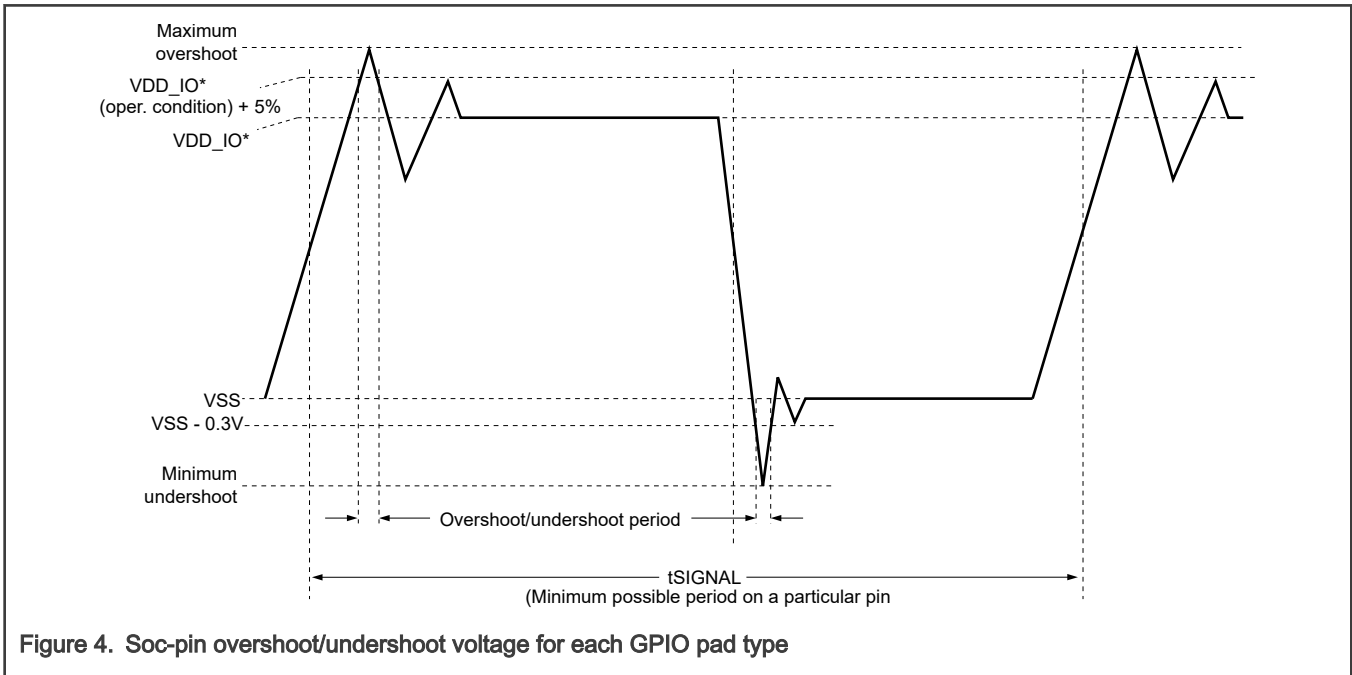 Maximum
overshoot
VDD_IO*
(oper. condition) + 5%
VDD_IO*
VSS
VSS - 0.3V
Minimum
undershoot
Overshoot/undershoot period
tSIGNAL
(Minimum possible period on a particular pin
Figure 4. Soc-pin overshoot/undershoot voltage for each GPIO pad type